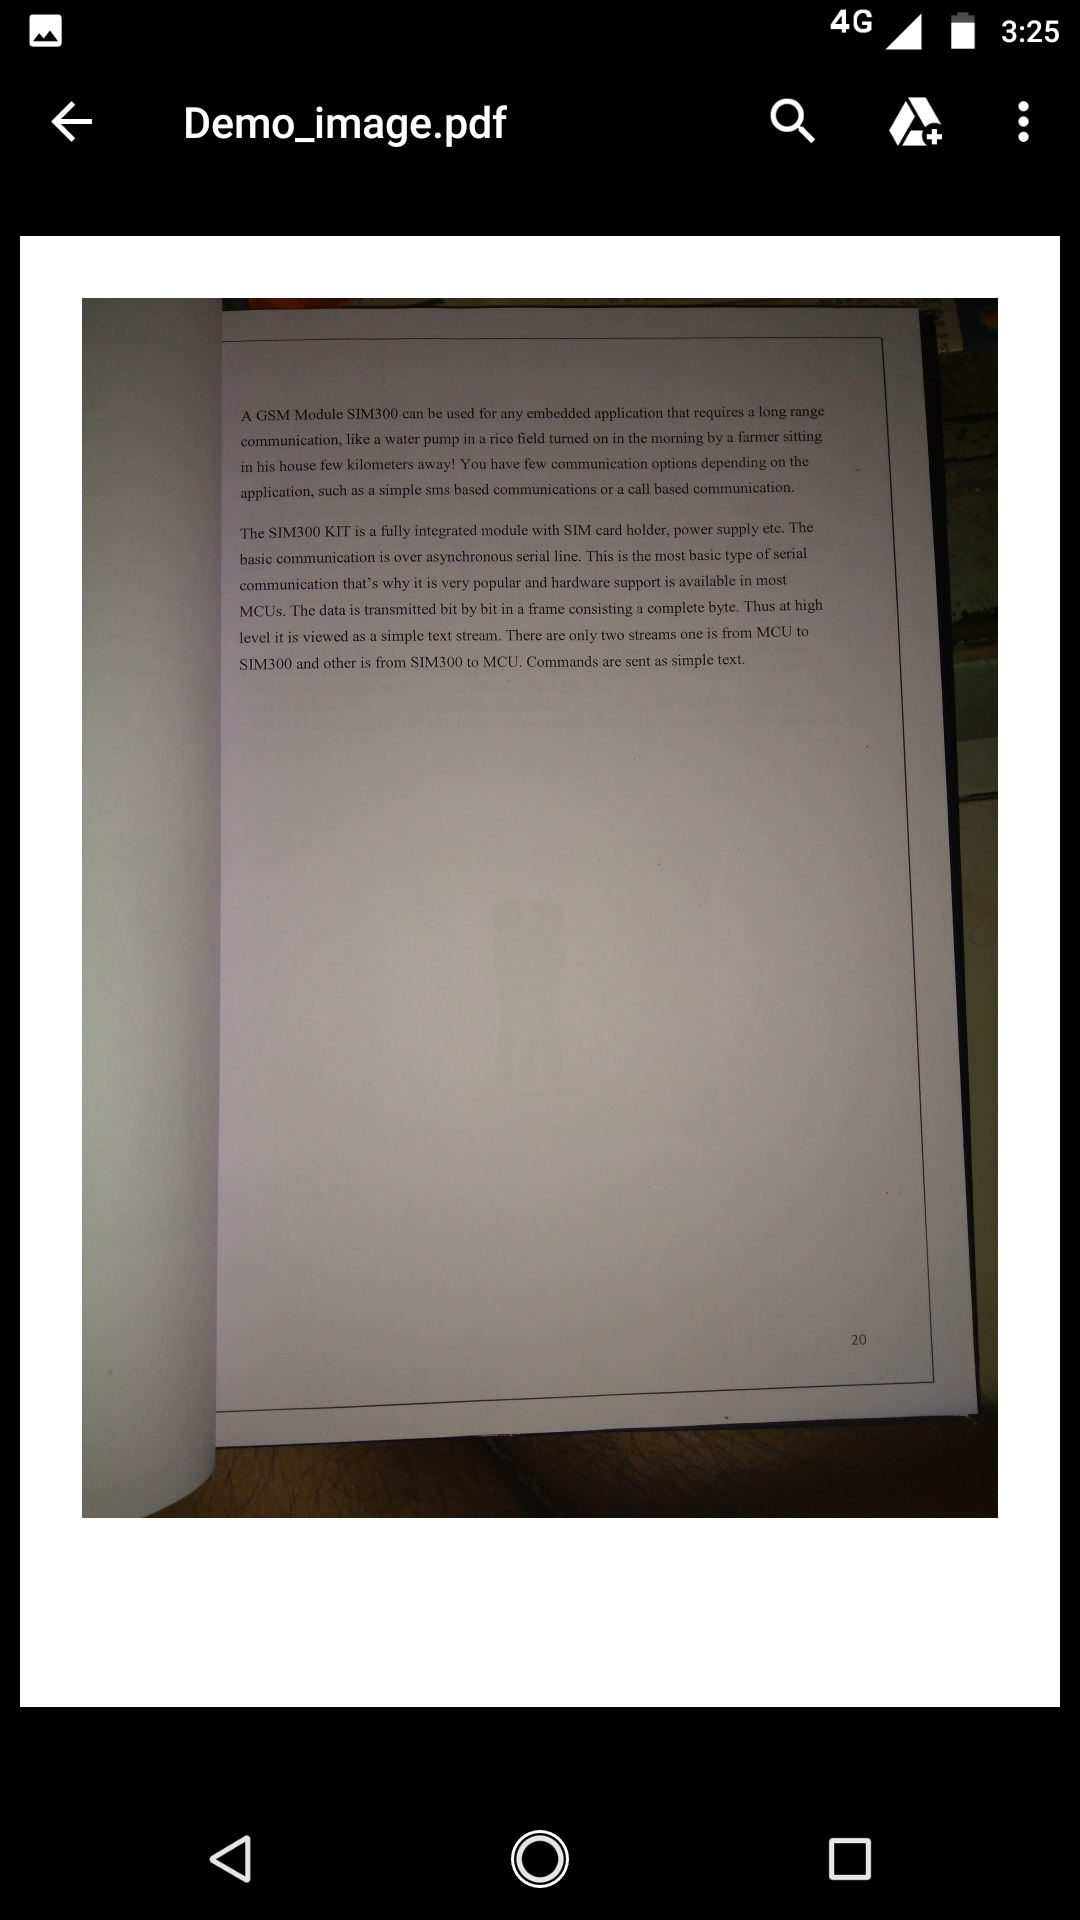 4G 3:25
Demo_image.pdf
A GSM Module SIM300 can be used for any embedded application that requires a long range
communication, like a water pump in a rice field turned on in the morning by a farmer sitting
in his house few kilometers away! You have few communication options depending on the
application, such as a simple sms based communications or a call based communication.
The SIM300 KIT is a fully integrated module with SIM card holder, power supply etc. The
basic communication is over asynchronous serial line. This is the most basic type of serial
communication that's why it is very popular and hardware support is available in most
MCUs. The data is transmitted bit by bit in a frame consisting a complete byte. Thus at high
level it is viewed as a simple text stream. There are only two streams one is from MCU to
SIM300 and other is from SIM300 to MCU. Commands are sent as simple text.
20